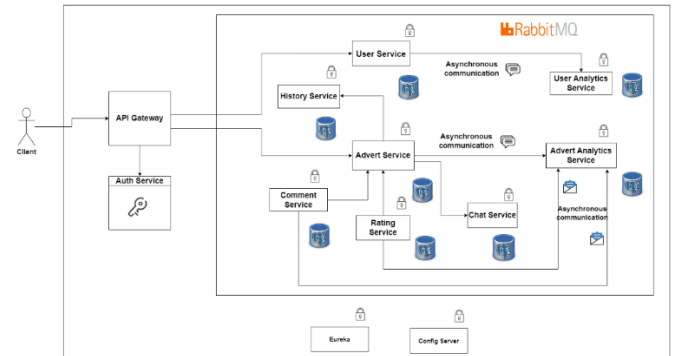 RabbitMQ
User Service
Asynchronous
communication
User Analytics
Service
History Service
API Gateway
Client
Advert Service
Asynchronous
communication
Advert Analytics
Service
Auth Service
Comment
Service
Rating
Service
Chat Service
Asynchronous
communication
Eureka
Config Server